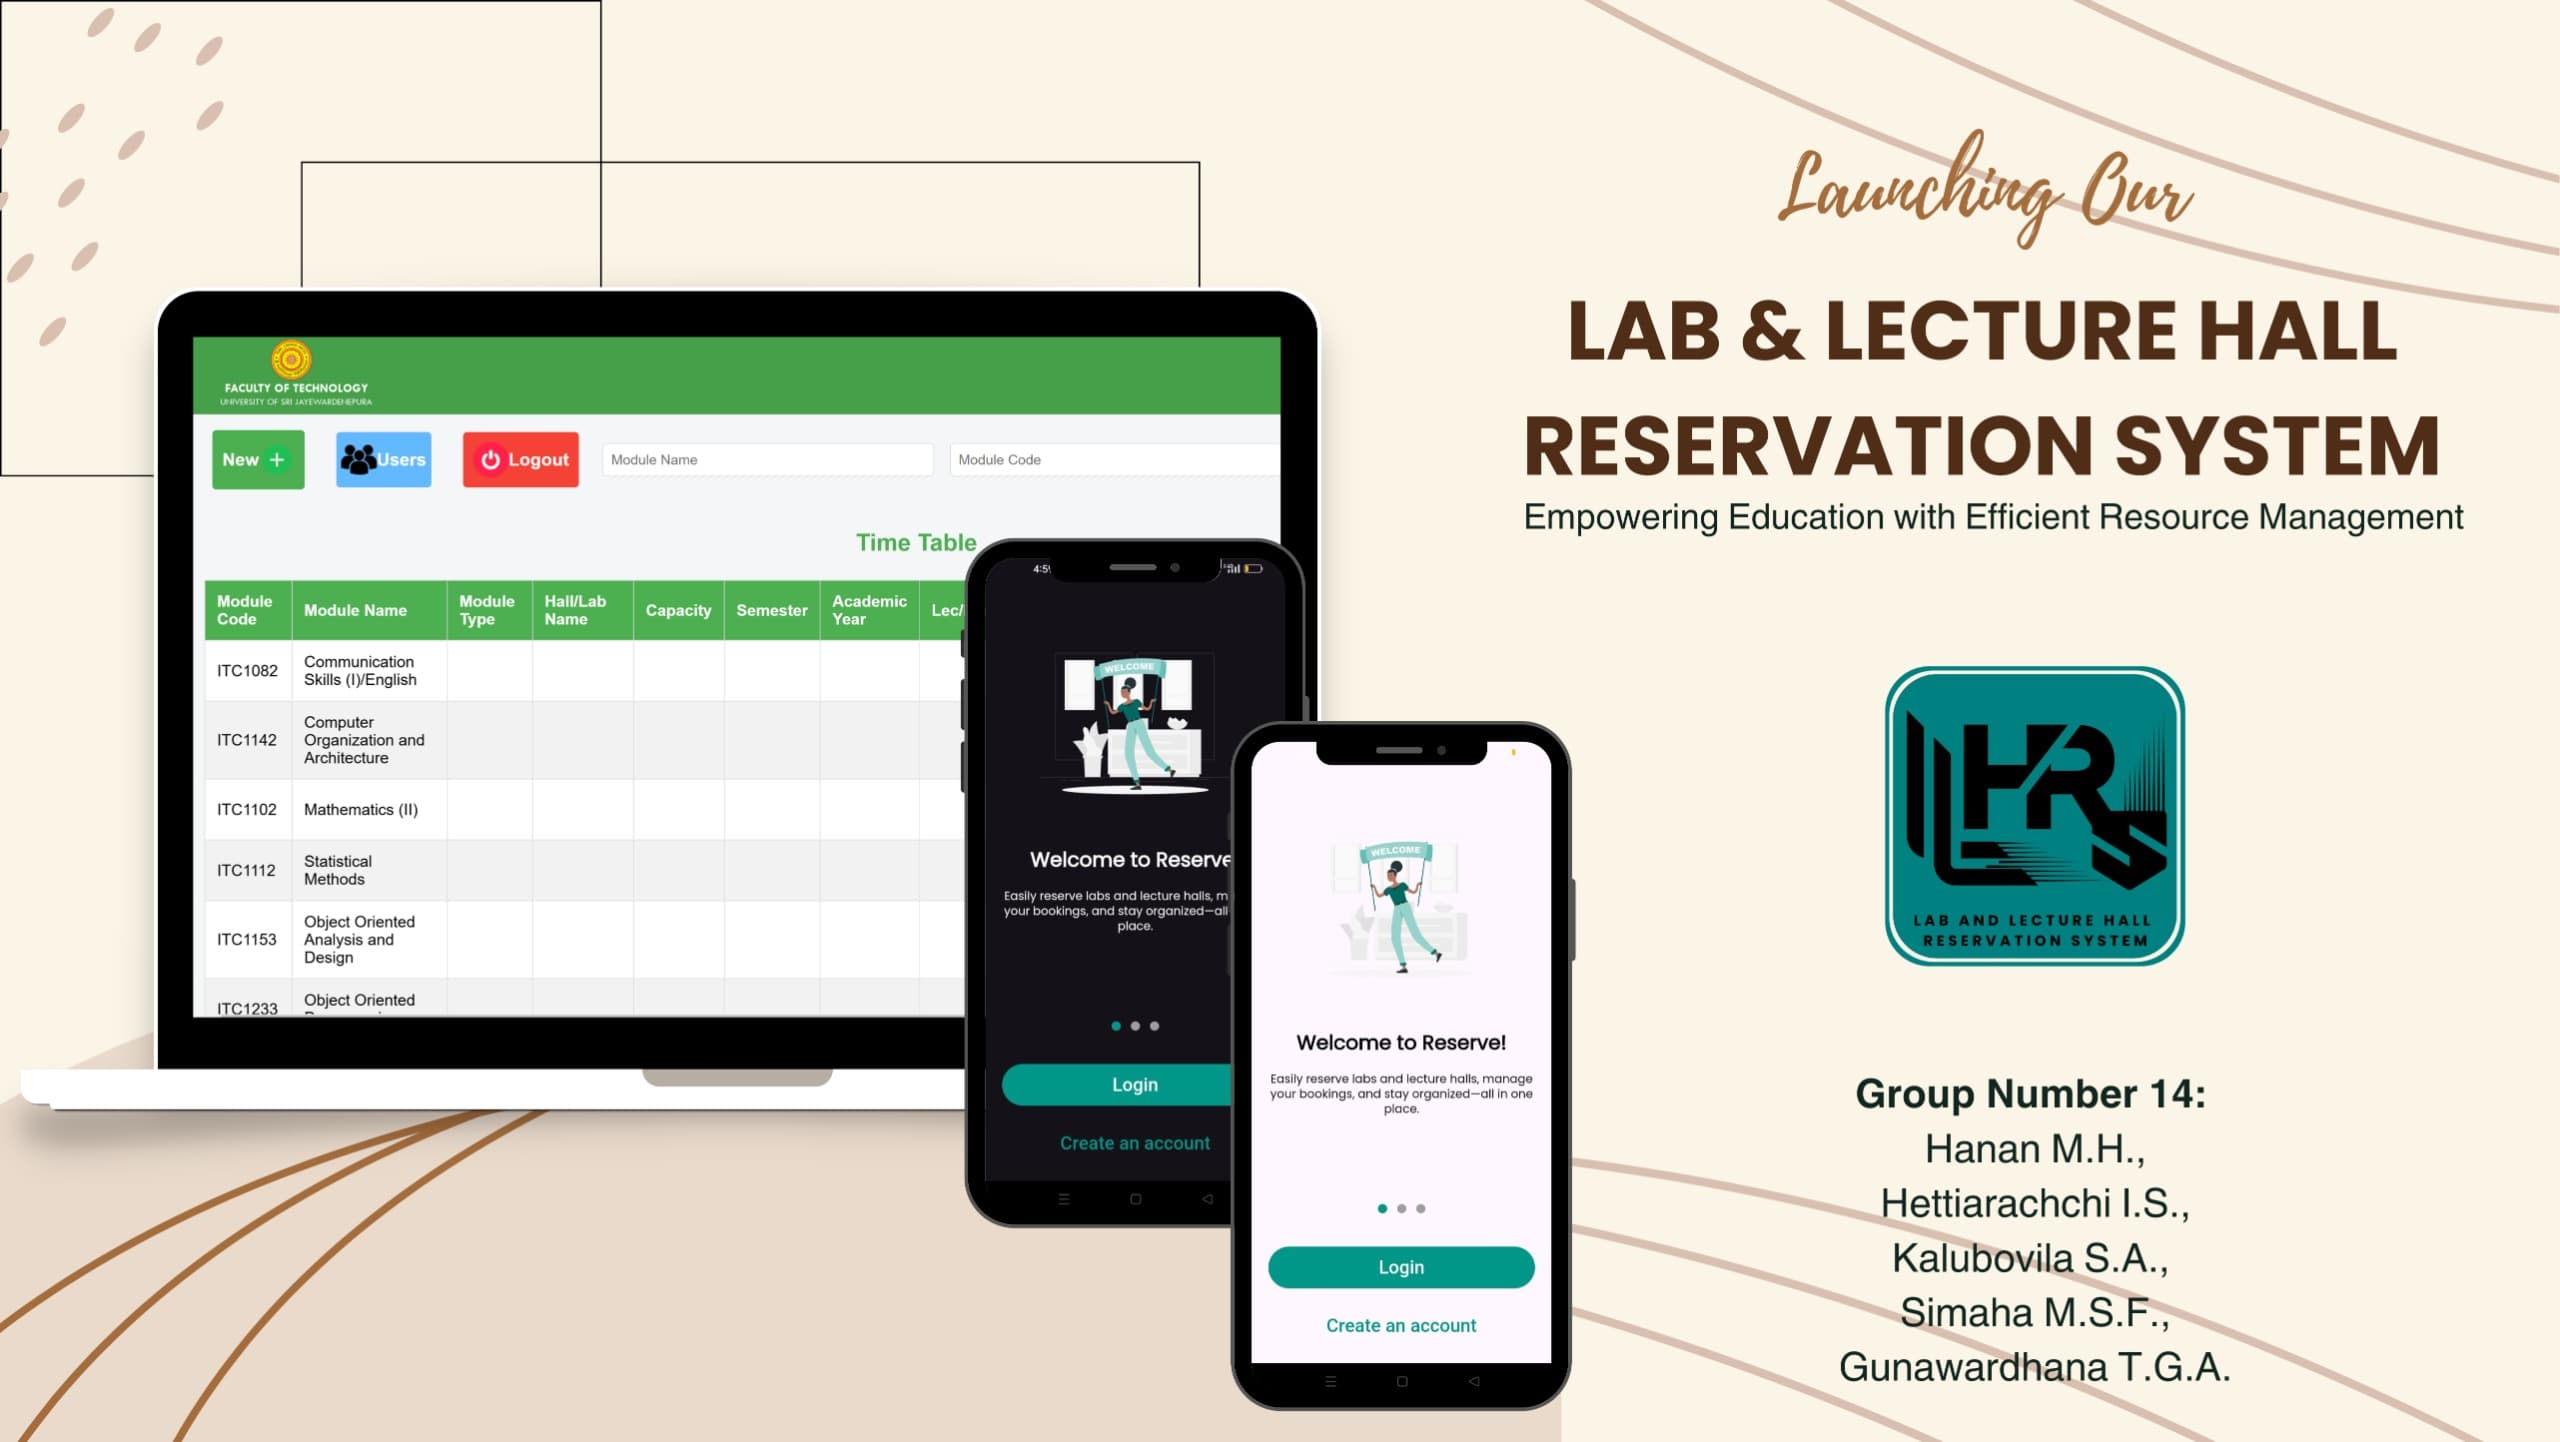 Launching Our
LAB & LECTURE HALL
RESERVATION SYSTEM
Empowering Education with Efficient Resource Management
FACULTY OF TECHNOLOGY
UNIVERSITY OF SRI JAYEWARDENEPURA
New
Users
Logout
Module Name
Module Code
Time Table
Module Code Module Name Module Type Hall/Lab Name Capacity Semester Academic Year Lec/
ITC1082 Communication Skills (I)/English
ITC1142 Computer Organization and Architecture
ITC1102 Mathematics (II)
ITC1112 Statistical Methods
ITC1153 Object Oriented Analysis and Design
ITC1233 Object Oriented
WELCOME
Welcome to Reserve
Easily reserve labs and lecture halls, m
your bookings, and stay organized—all
place.
Login
Create an account
WELCOME
Welcome to Reserve!
Easily reserve labs and lecture halls, manage
your bookings, and stay organized—all in one
place.
Login
Create an account
LLHRS
LAB AND LECTURE HALL
RESERVATION SYSTEM
Group Number 14:
Hanan M.H.,
Hettiarachchi I.S.,
Kalubovila S.A.,
Simaha M.S.F.,
Gunawardhana T.G.A.